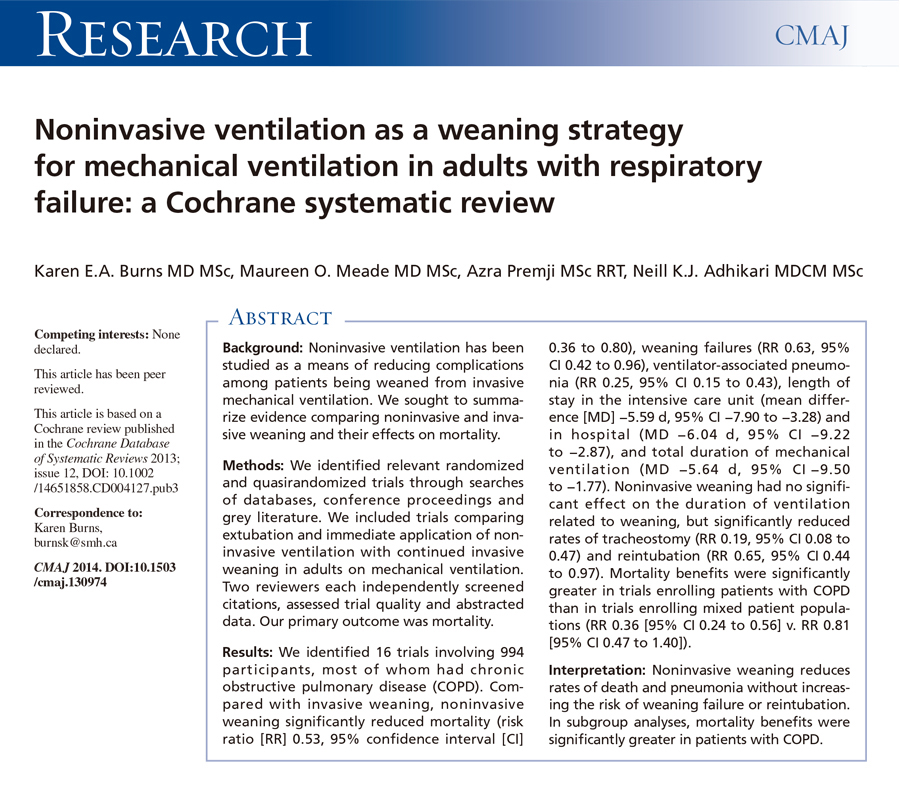 RESEARCH
CMAJ
Noninvasive ventilation as a weaning strategy
for mechanical ventilation in adults with respiratory
failure: a Cochrane systematic review
Karen E.A. Burns MD MSc, Maureen O. Meade MD MSc, Azra Premji MSc RRT, Neill K.J. Adhikari MDCM MSc
Competing interests: None
declared.
This article has been peer
reviewed.
This article is based on a
Cochrane review published
in the Cochrane Database
of Systematic Reviews 2013;
issue 12, DOI: 10.1002
/14651858.CD004127.pub3
Correspondence to:
Karen Burns,
burnsk@smh.ca
CMAJ 2014. DOI:10.1503
/cmaj.130974
ABSTRACT
Background: Noninvasive ventilation has been
studied as a means of reducing complications
among patients being weaned from invasive
mechanical ventilation. We sought to summa-
rize evidence comparing noninvasive and inva-
sive weaning and their effects on mortality.
Methods: We identified relevant randomized
and quasirandomized trials through searches
of databases, conference proceedings and
grey literature. We included trials comparing
extubation and immediate application of non-
invasive ventilation with continued invasive
weaning in adults on mechanical ventilation.
Two reviewers each independently screened
citations, assessed trial quality and abstracted
data. Our primary outcome was mortality.
Results: We identified 16 trials involving 994
participants, most of whom had chronic
obstructive pulmonary disease (COPD). Com-
pared with invasive weaning, noninvasive
weaning significantly reduced mortality (risk
ratio [RR] 0.53, 95% confidence interval [CI]
0.36 to 0.80), weaning failures (RR 0.63, 95%
CI 0.42 to 0.96), ventilator-associated pneumo-
nia (RR 0.25, 95% CI 0.15 to 0.43), length of
stay in the intensive care unit (mean differ-
ence [MD] −5.59 d, 95% CI −7.90 to −3.28) and
in hospital (MD −6.04 d, 95% CI −9.22
to −2.87), and total duration of mechanical
ventilation (MD −5.64 d, 95% CI −9.50
to −1.77). Noninvasive weaning had no signifi-
cant effect on the duration of ventilation
related to weaning, but significantly reduced
rates of tracheostomy (RR 0.19, 95% CI 0.08 to
0.47) and reintubation (RR 0.65, 95% CI 0.44
to 0.97). Mortality benefits were significantly
greater in trials enrolling patients with COPD
than in trials enrolling mixed patient popula-
tions (RR 0.36 [95% CI 0.24 to 0.56] v. RR 0.81
[95% CI 0.47 to 1.40]).
Interpretation: Noninvasive weaning reduces
rates of death and pneumonia without increas-
ing the risk of weaning failure or reintubation.
In subgroup analyses, mortality benefits were
significantly greater in patients with COPD.